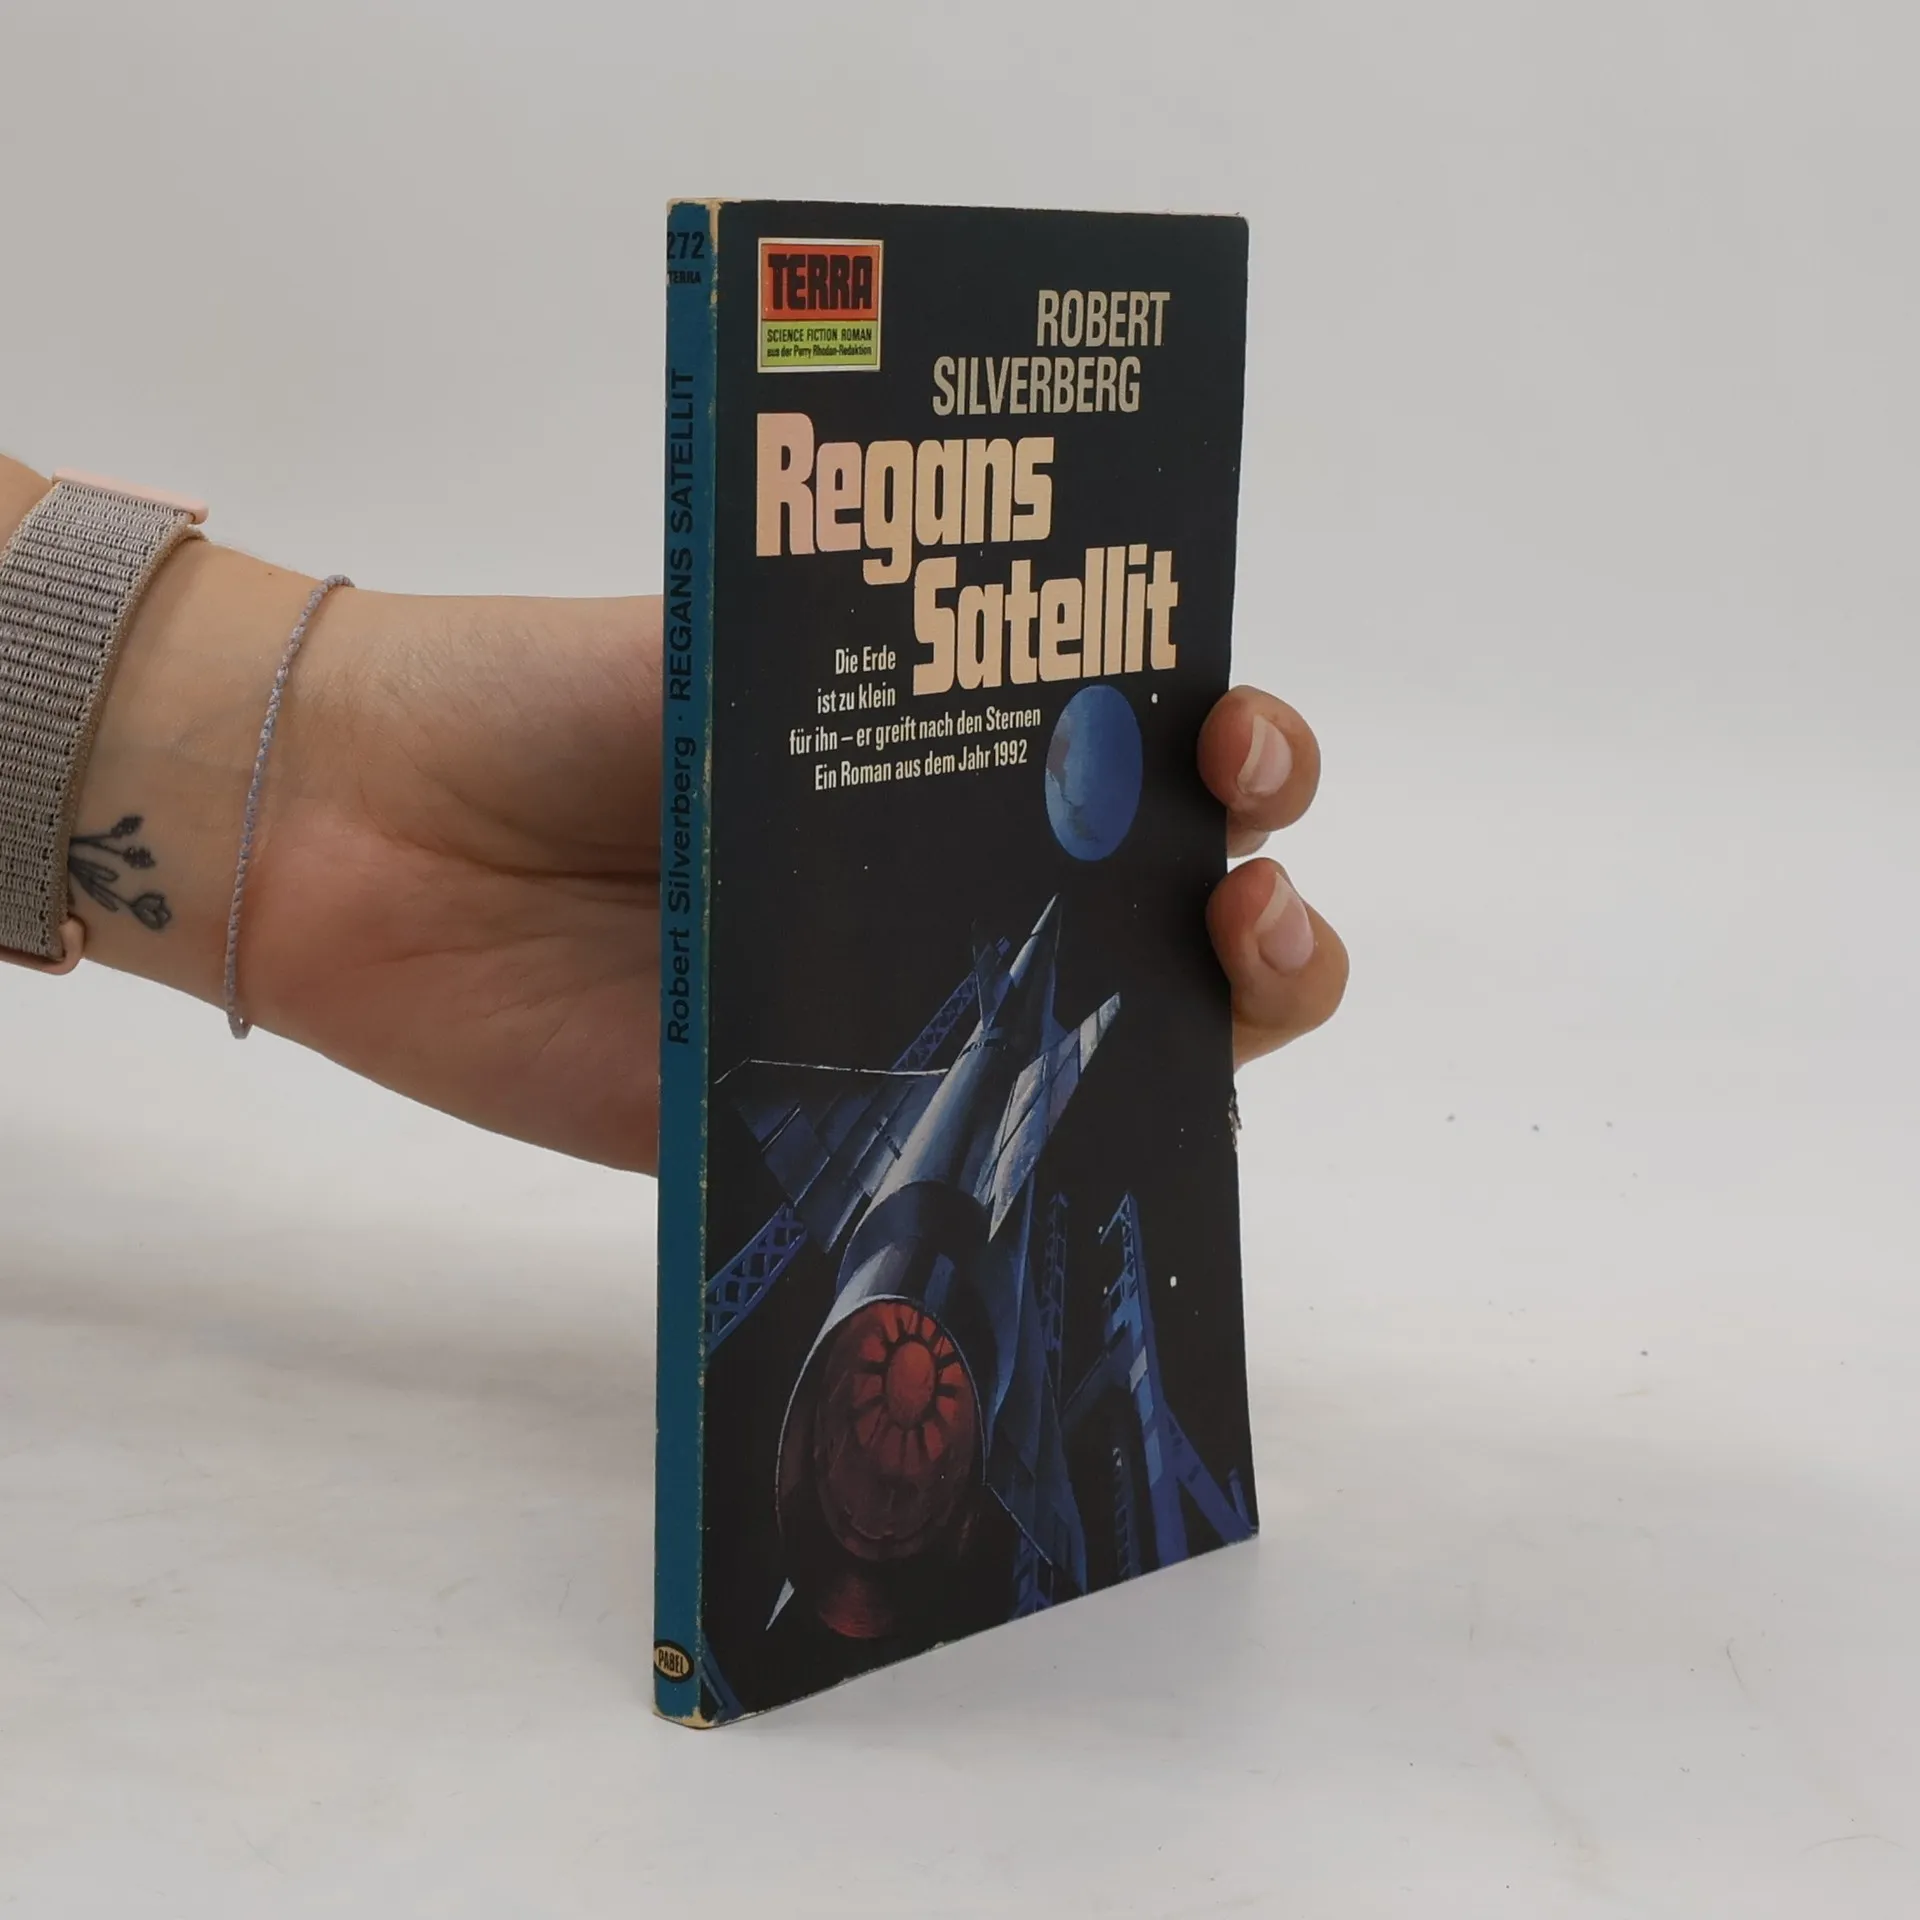 272
TERRA
Robert Silverberg · REGANS SATELLIT
PABEL
TERRA
SCIENCE FICTION ROMAN
aus der Perry Rhodan-Redaktion
ROBERT
SILVERBERG
Regans
Satellit
Die Erde
ist zu klein
für ihn – er greift nach den Sternen
Ein Roman aus dem Jahr 1992